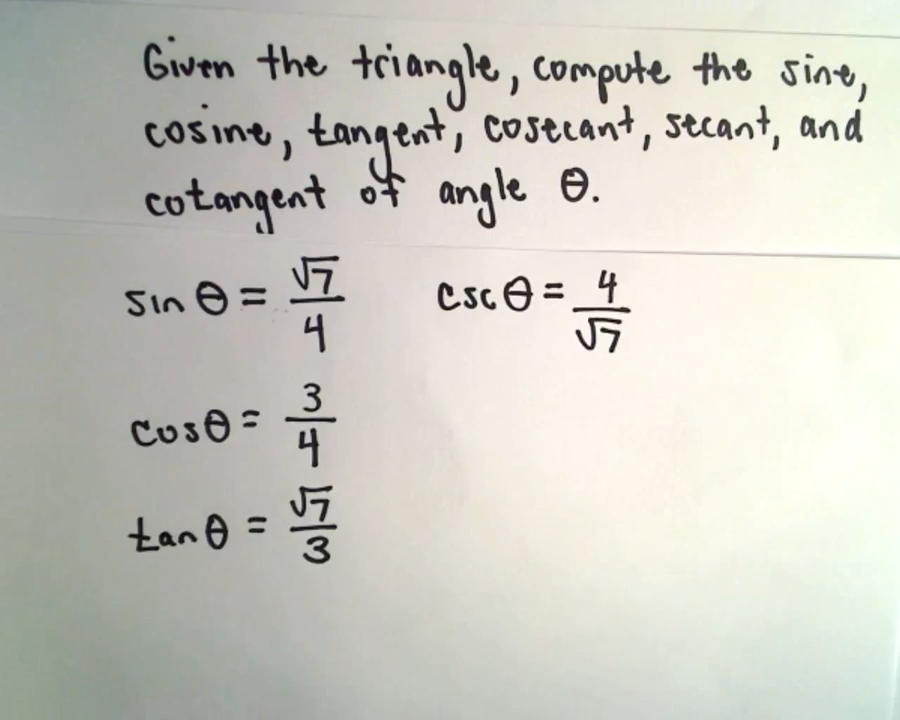 Given the triangle, compute the sine,
cosine, tangent, cosecant, secant, and
cotangent of angle θ.
sin θ = √7/4
csc θ = 4/√7
cos θ = 3/4
tan θ = √7/3